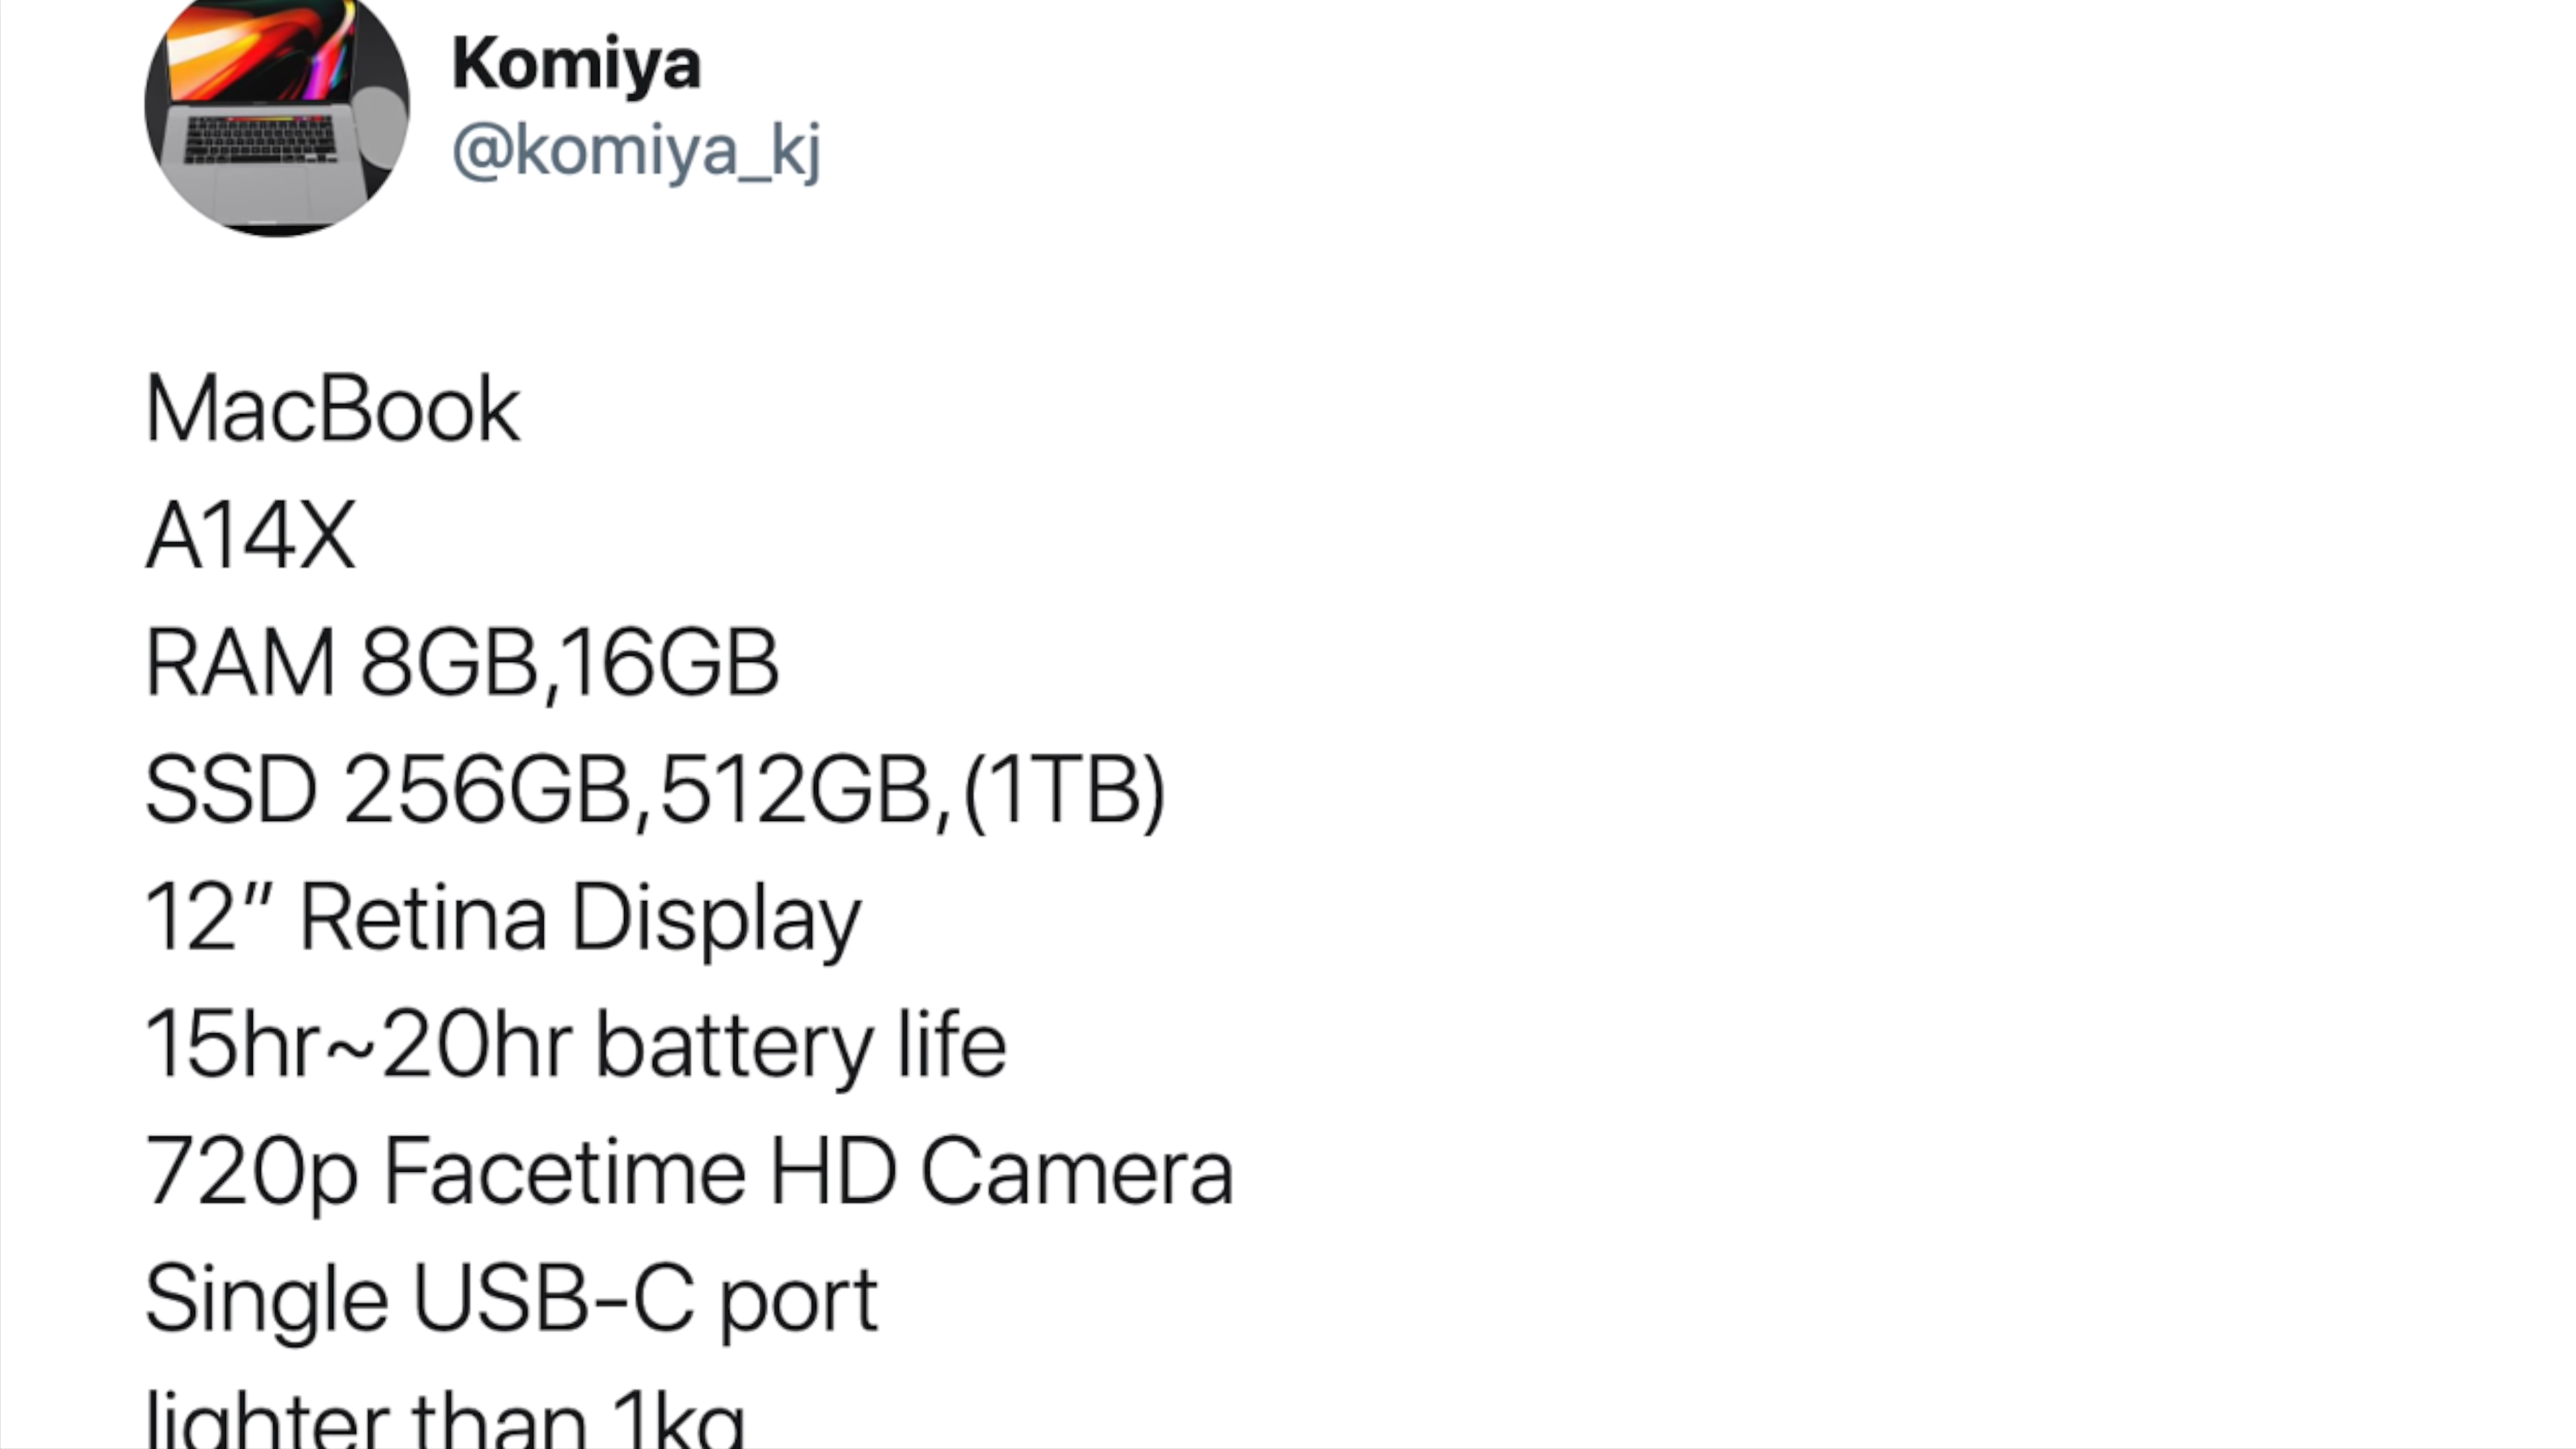 Komiya
@komiya_kj
MacBook
A14X
RAM 8GB,16GB
SSD 256GB,512GB,(1TB)
12” Retina Display
15hr~20hr battery life
720p Facetime HD Camera
Single USB-C port
lighter than 1kg